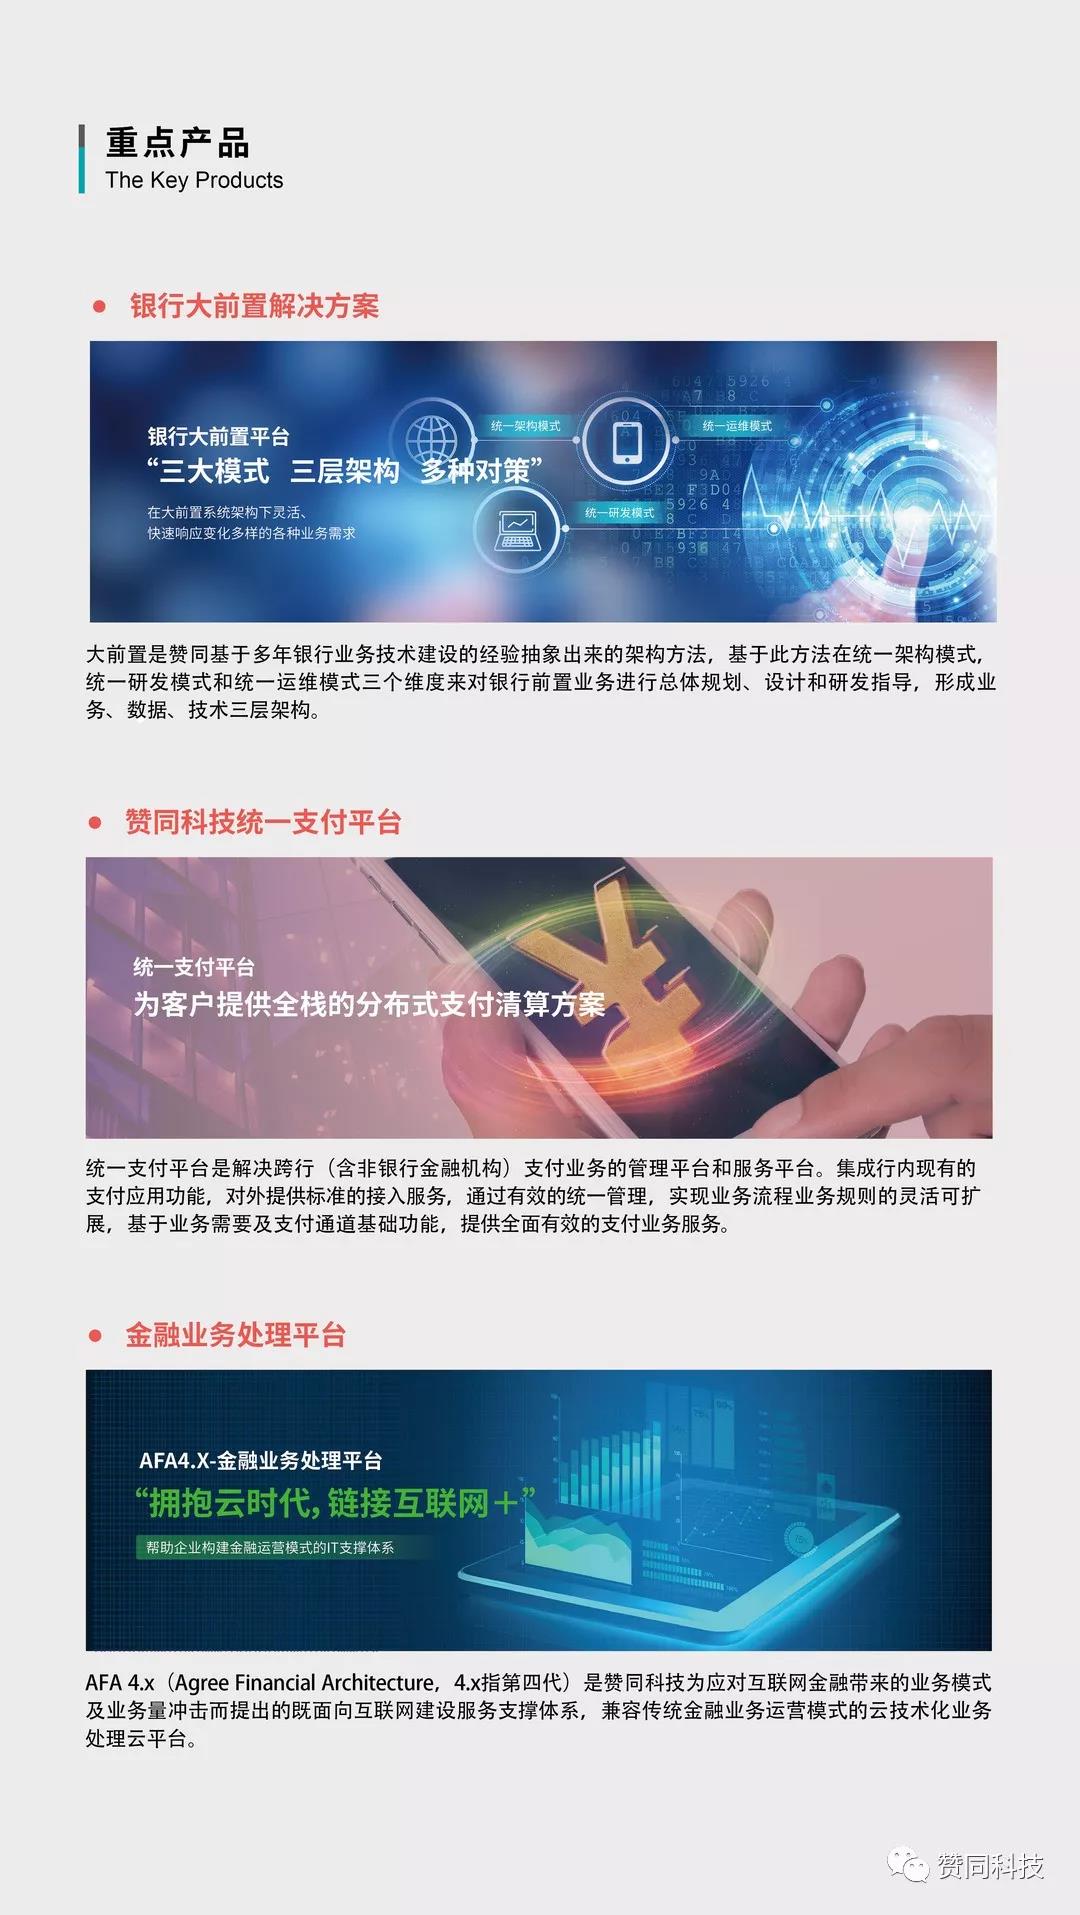 重点产品
The Key Products
银行大前置解决方案
银行大前置平台
“三大模式 三层架构 多种对策”
在大前置系统架构下灵活、
快速响应变化多样的各种业务需求
统一架构模式
统一运维模式
统一研发模式
大前置是赞同基于多年银行业务技术建设的经验抽象出来的架构方法，基于此方法在统一架构模式，
统一研发模式和统一运维模式三个维度来对银行前置业务进行总体规划、设计和研发指导，形成业
务、数据、技术三层架构。
赞同科技统一支付平台
统一支付平台
为客户提供全栈的分布式支付清算方案
统一支付平台是解决跨行（含非银行金融机构）支付业务的管理平台和服务平台。集成行内现有的
支付应用功能，对外提供标准的接入服务，通过有效的统一管理，实现业务流程业务规则的灵活可扩
展，基于业务需要及支付通道基础功能，提供全面有效的支付业务服务。
金融业务处理平台
AFA4.X-金融业务处理平台
“拥抱云时代，链接互联网＋”
帮助企业构建金融运营模式的IT支撑体系
AFA 4.x（Agree Financial Architecture，4.x指第四代）是赞同科技为应对互联网金融带来的业务模式
及业务量冲击而提出的既面向互联网建设服务支撑体系，兼容传统金融业务运营模式的云技术化业务
处理云平台。
赞同科技